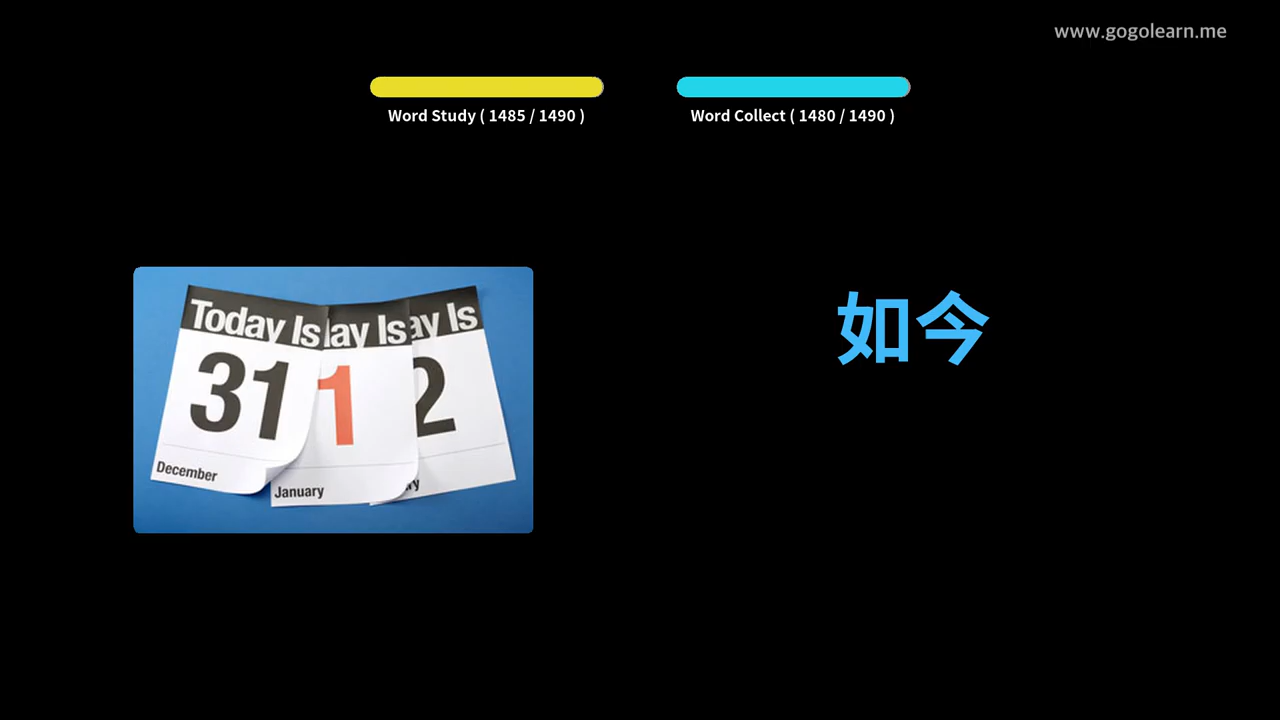 www.gogolearn.me
Word Study ( 1485 / 1490 )
Word Collect ( 1480 / 1490 )
如今
Today Is
ay Is
ay Is
31
1
2
December
January
ry